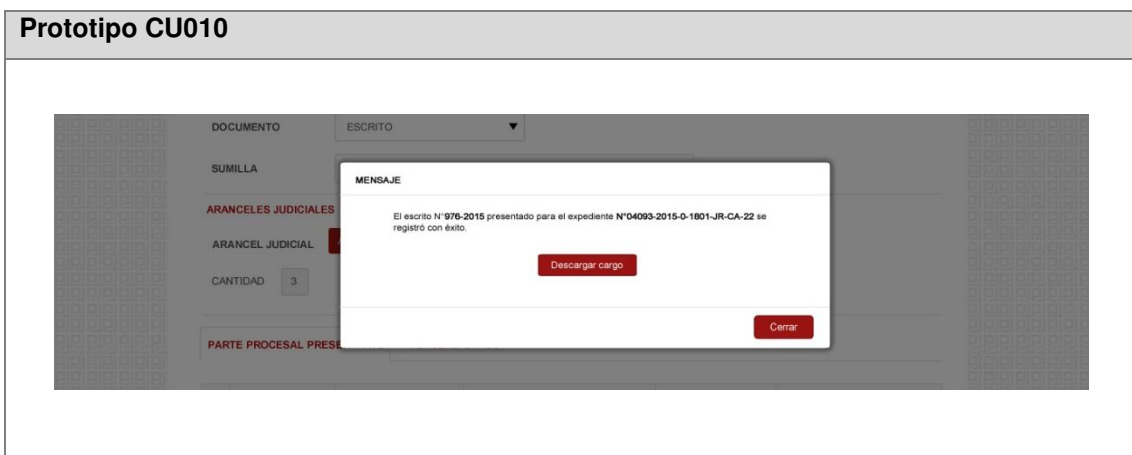 Prototipo CU010
DOCUMENTO ESCRITO
SUMILLA
MENSAJE
ARANCELES JUDICIALES
El escrito N°976-2015 presentado para el expediente N°04093-2015-0-1801-JR-CA-22 se
registró con éxito.
ARANCEL JUDICIAL
Descargar cargo
CANTIDAD 3
Cerrar
PARTE PROCESAL